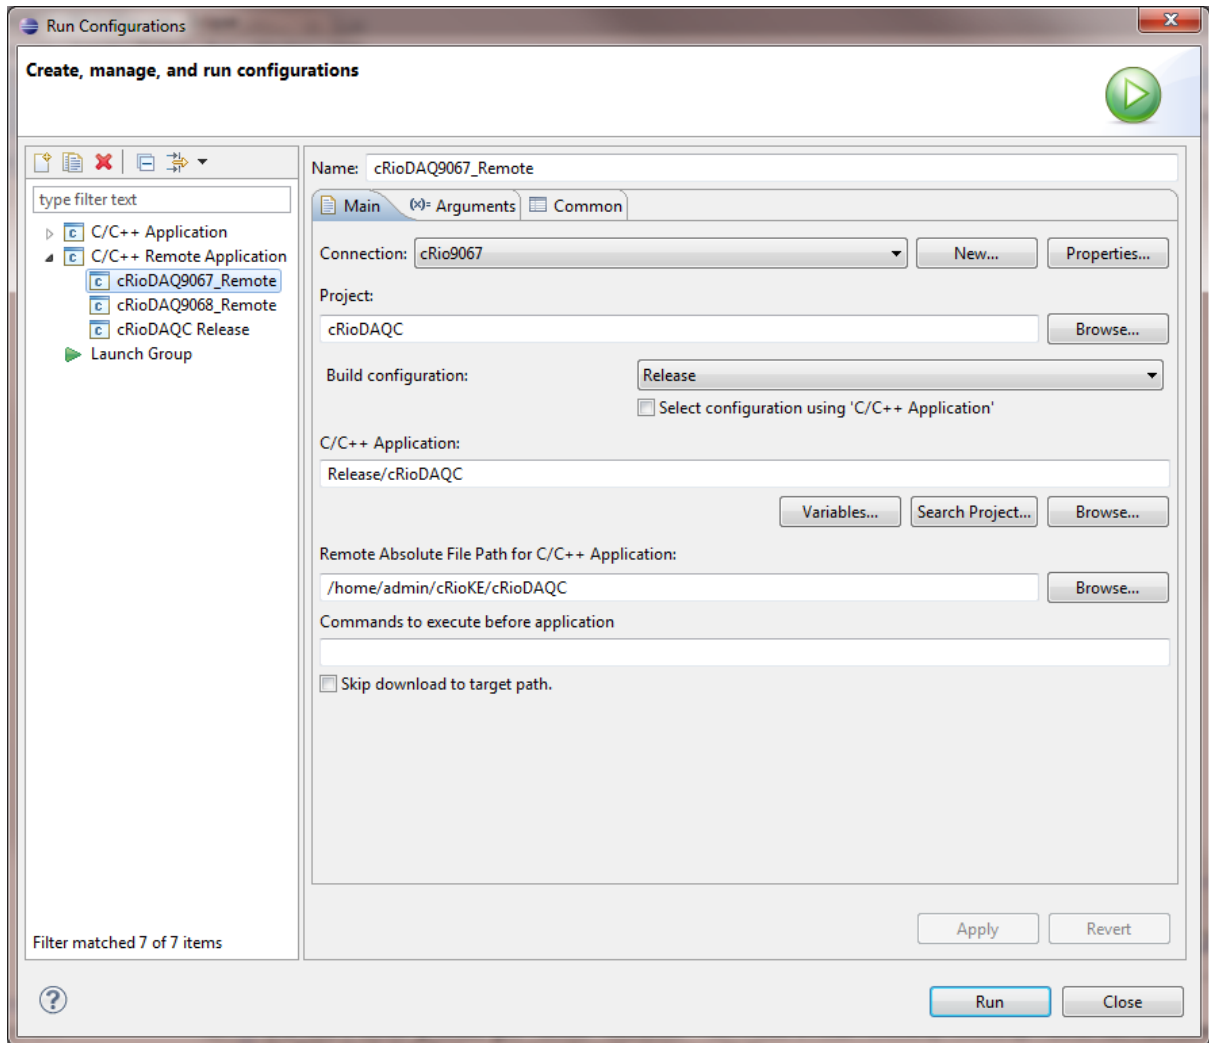 Run Configurations
Create, manage, and run configurations
type filter text
C/C++ Application
C/C++ Remote Application
cRioDAQ9067_Remote
cRioDAQ9068_Remote
cRioDAQC Release
Launch Group
Filter matched 7 of 7 items
Name: cRioDAQ9067_Remote
Main (x)= Arguments Common
Connection: cRio9067 New... Properties...
Project:
cRioDAQC Browse...
Build configuration: Release
Select configuration using 'C/C++ Application'
C/C++ Application:
Release/cRioDAQC
Variables... Search Project... Browse...
Remote Absolute File Path for C/C++ Application:
/home/admin/cRioKE/cRioDAQC Browse...
Commands to execute before application
Skip download to target path.
Apply Revert
Run Close